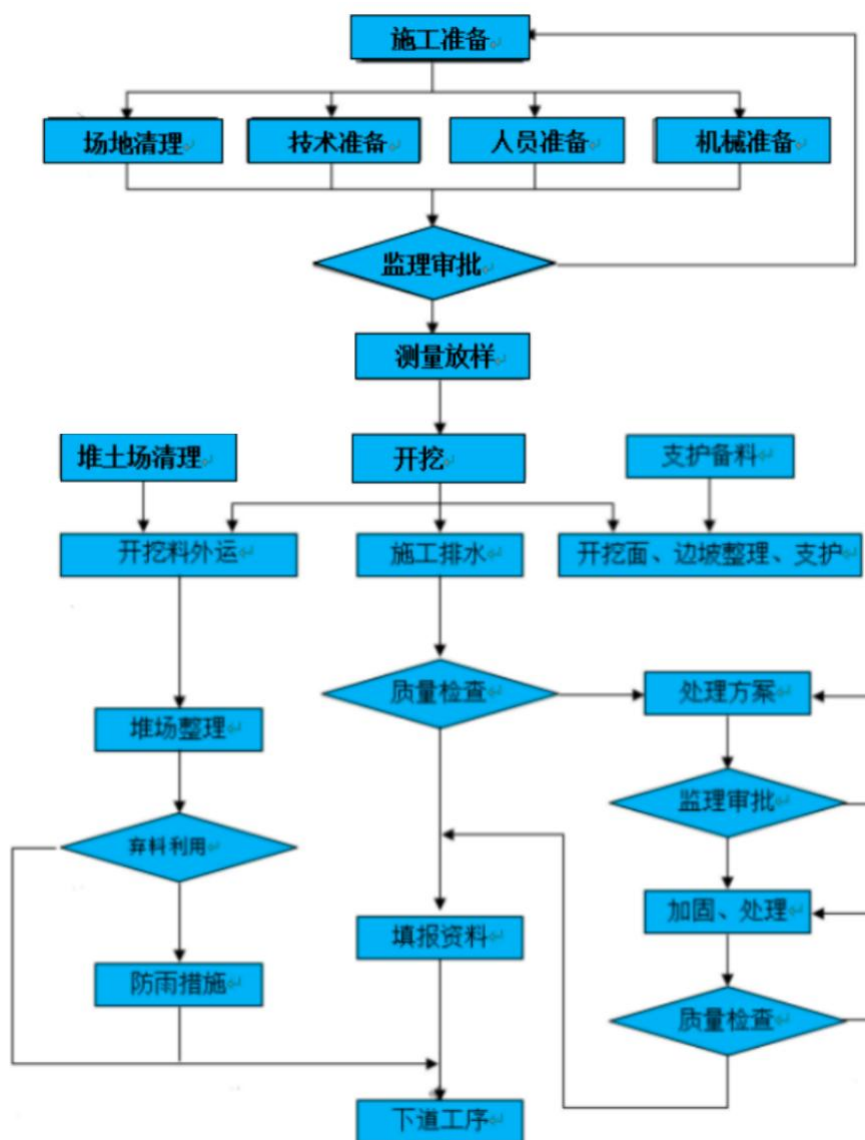 施工准备
场地清理
技术准备
人员准备
机械准备
监理审批
测量放样
堆土场清理
开挖
支护备料
开挖料外运
施工排水
开挖面、边坡整理、支护
质量检查
处理方案
堆场整理
监理审批
弃料利用
加固、处理
填报资料
防雨措施
质量检查
下道工序